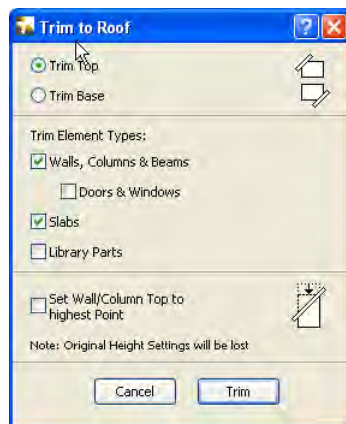 Trim to Roof
Trim Top
Trim Base
Trim Element Types:
Walls, Columns & Beams
Doors & Windows
Slabs
Library Parts
Set Wall/Column Top to
highest Point
Note: Original Height Settings will be lost
Cancel Trim